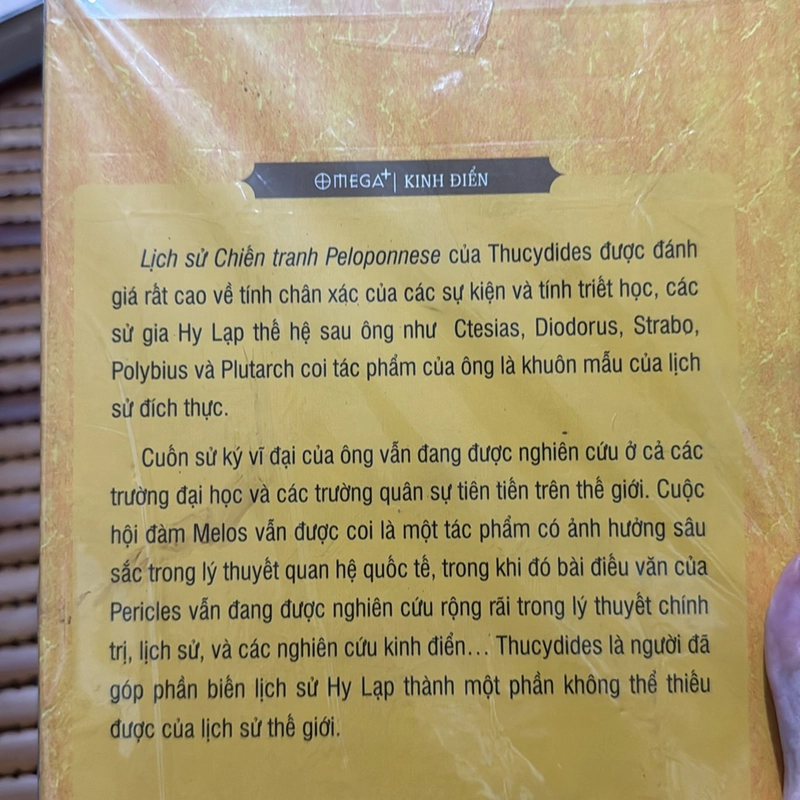 OMEGA+ | KINH ĐIỂN
Lịch sử Chiến tranh Peloponnese của Thucydides được đánh
giá rất cao về tính chân xác của các sự kiện và tính triết học, các
sử gia Hy Lạp thế hệ sau ông như Ctesias, Diodorus, Strabo,
Polybius và Plutarch coi tác phẩm của ông là khuôn mẫu của lịch
sử đích thực.
Cuốn sử ký vĩ đại của ông vẫn đang được nghiên cứu ở cả các
trường đại học và các trường quân sự tiên tiến trên thế giới. Cuộc
hội đàm Melos vẫn được coi là một tác phẩm có ảnh hưởng sâu
sắc trong lý thuyết quan hệ quốc tế, trong khi đó bài điếu văn của
Pericles vẫn đang được nghiên cứu rộng rãi trong lý thuyết chính
trị, lịch sử, và các nghiên cứu kinh điển... Thucydides là người đã
góp phần biến lịch sử Hy Lạp thành một phần không thể thiếu
được của lịch sử thế giới.